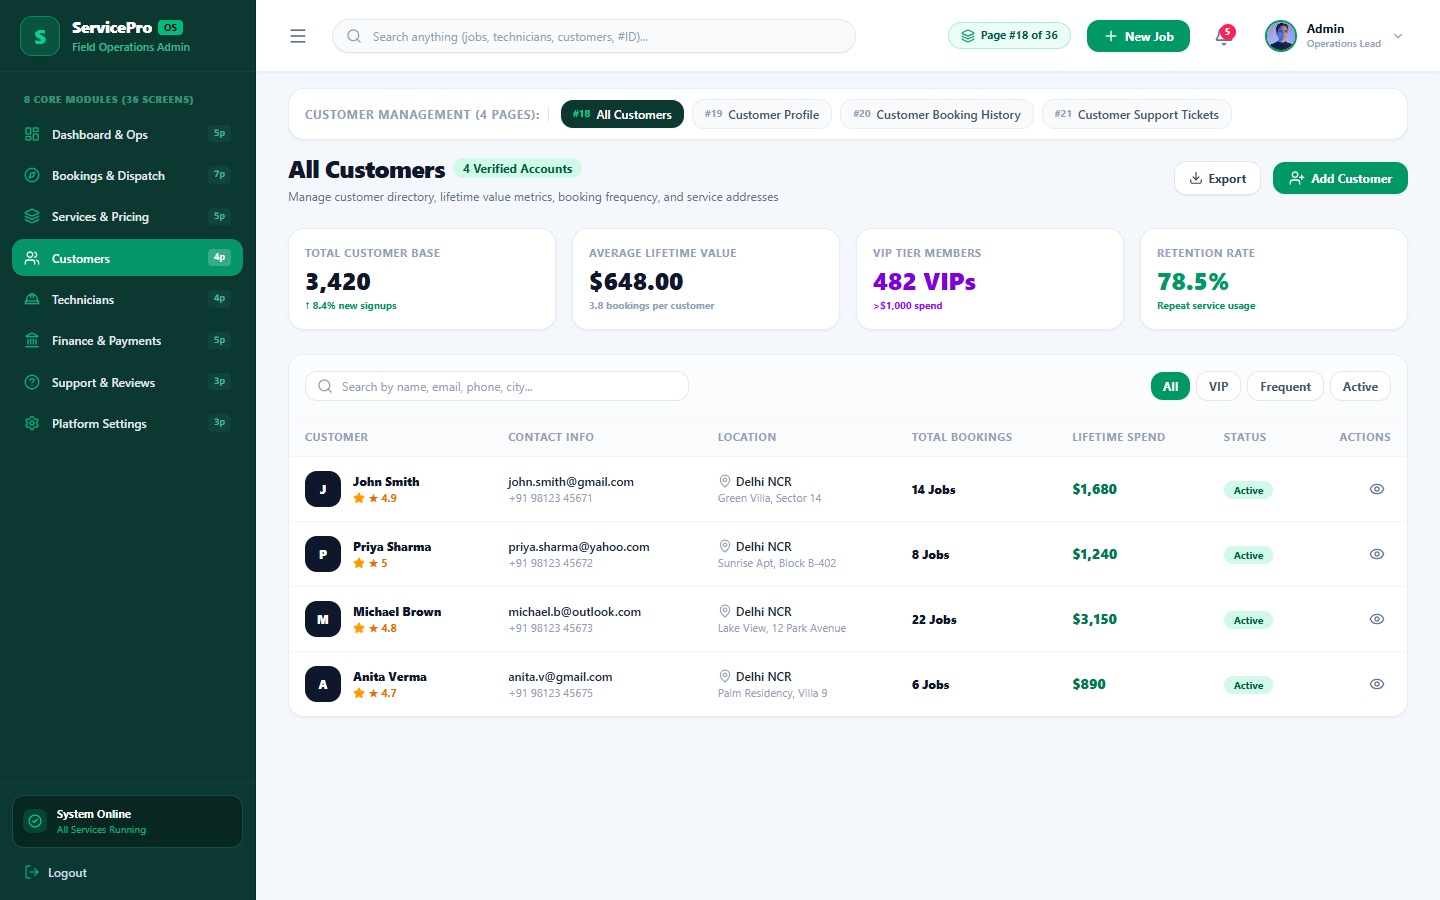 S
ServicePro OS
Field Operations Admin
8 CORE MODULES (36 SCREENS)
Dashboard & Ops 5p
Bookings & Dispatch 7p
Services & Pricing 5p
Customers 4p
Technicians 4p
Finance & Payments 5p
Support & Reviews 3p
Platform Settings 3p
System Online
All Services Running
Logout
Search anything (jobs, technicians, customers, #ID)...
Page #18 of 36
New Job
5
Admin
Operations Lead
CUSTOMER MANAGEMENT (4 PAGES):
#18 All Customers
#19 Customer Profile
#20 Customer Booking History
#21 Customer Support Tickets
All Customers 4 Verified Accounts
Manage customer directory, lifetime value metrics, booking frequency, and service addresses
Export
Add Customer
TOTAL CUSTOMER BASE
3,420
↑ 8.4% new signups
AVERAGE LIFETIME VALUE
$648.00
3.8 bookings per customer
VIP TIER MEMBERS
482 VIPs
>$1,000 spend
RETENTION RATE
78.5%
Repeat service usage
Search by name, email, phone, city...
All VIP Frequent Active
CUSTOMER CONTACT INFO LOCATION TOTAL BOOKINGS LIFETIME SPEND STATUS ACTIONS
J
John Smith
★ 4.9
john.smith@gmail.com
+91 98123 45671
Delhi NCR
Green Villa, Sector 14
14 Jobs
$1,680
Active
P
Priya Sharma
★ 5
priya.sharma@yahoo.com
+91 98123 45672
Delhi NCR
Sunrise Apt, Block B-402
8 Jobs
$1,240
Active
M
Michael Brown
★ 4.8
michael.b@outlook.com
+91 98123 45673
Delhi NCR
Lake View, 12 Park Avenue
22 Jobs
$3,150
Active
A
Anita Verma
★ 4.7
anita.v@gmail.com
+91 98123 45675
Delhi NCR
Palm Residency, Villa 9
6 Jobs
$890
Active